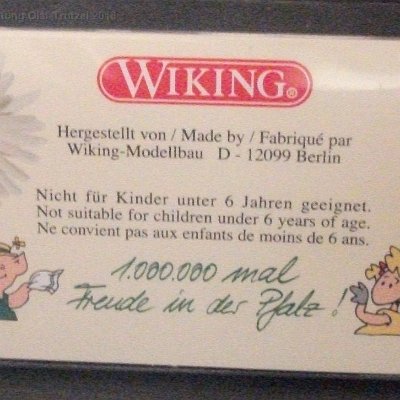 WIKING®
Hergestellt von / Made by / Fabriqué par
Wiking-Modellbau D - 12099 Berlin
Nicht für Kinder unter 6 Jahren geeignet.
Not suitable for children under 6 years of age.
Ne convient pas aux enfants de moins de 6 ans.
1.000.000 mal
Freude in der Pfalz!